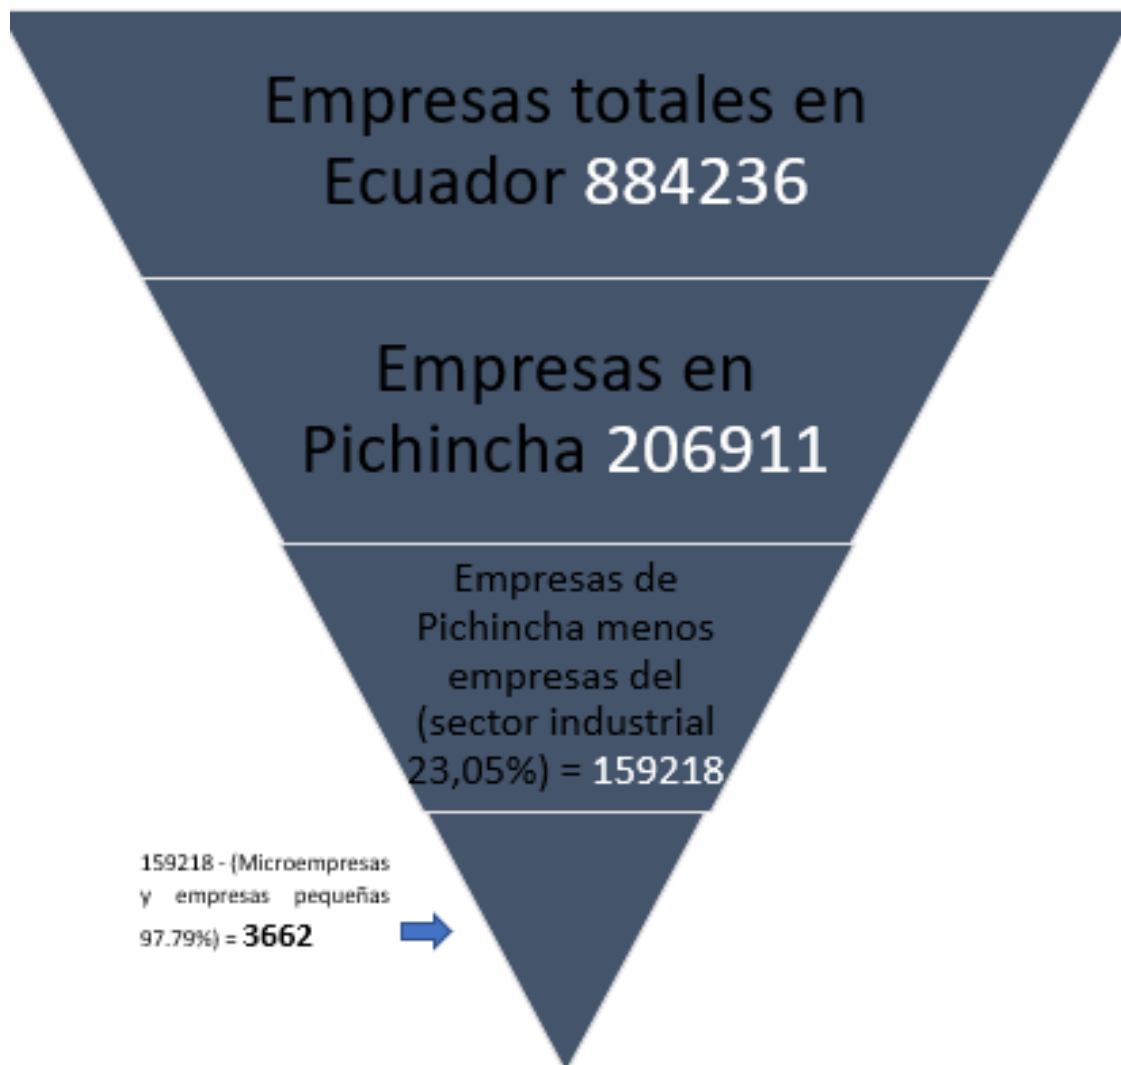 Empresas totales en
Ecuador 884236
Empresas en
Pichincha 206911
Empresas de
Pichincha menos
empresas del
(sector industrial
23,05%) = 159218
159218 - (Microempresas
y empresas pequeñas
97.79%) = 3662